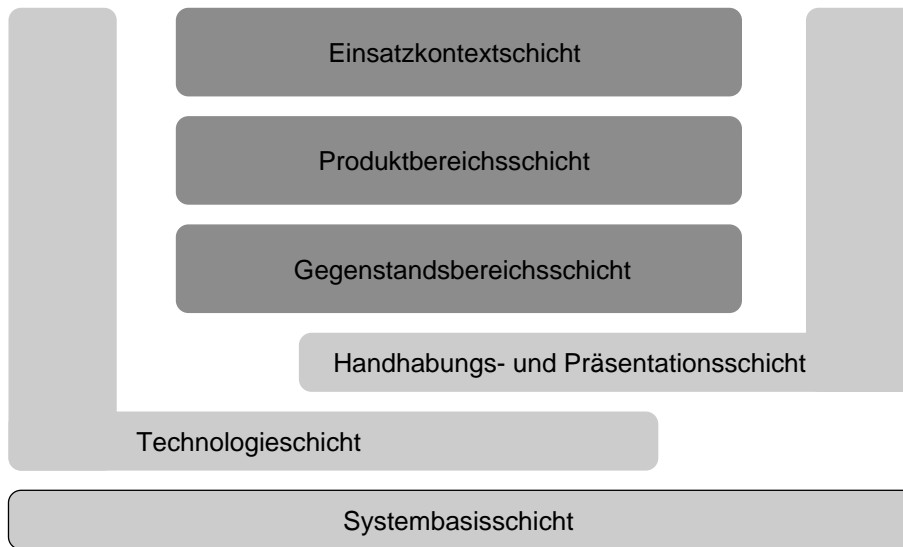 Einsatzkontextschicht
Produktbereichsschicht
Gegenstandsbereichsschicht
Handhabungs- und Präsentationsschicht
Technologieschicht
Systembasisschicht